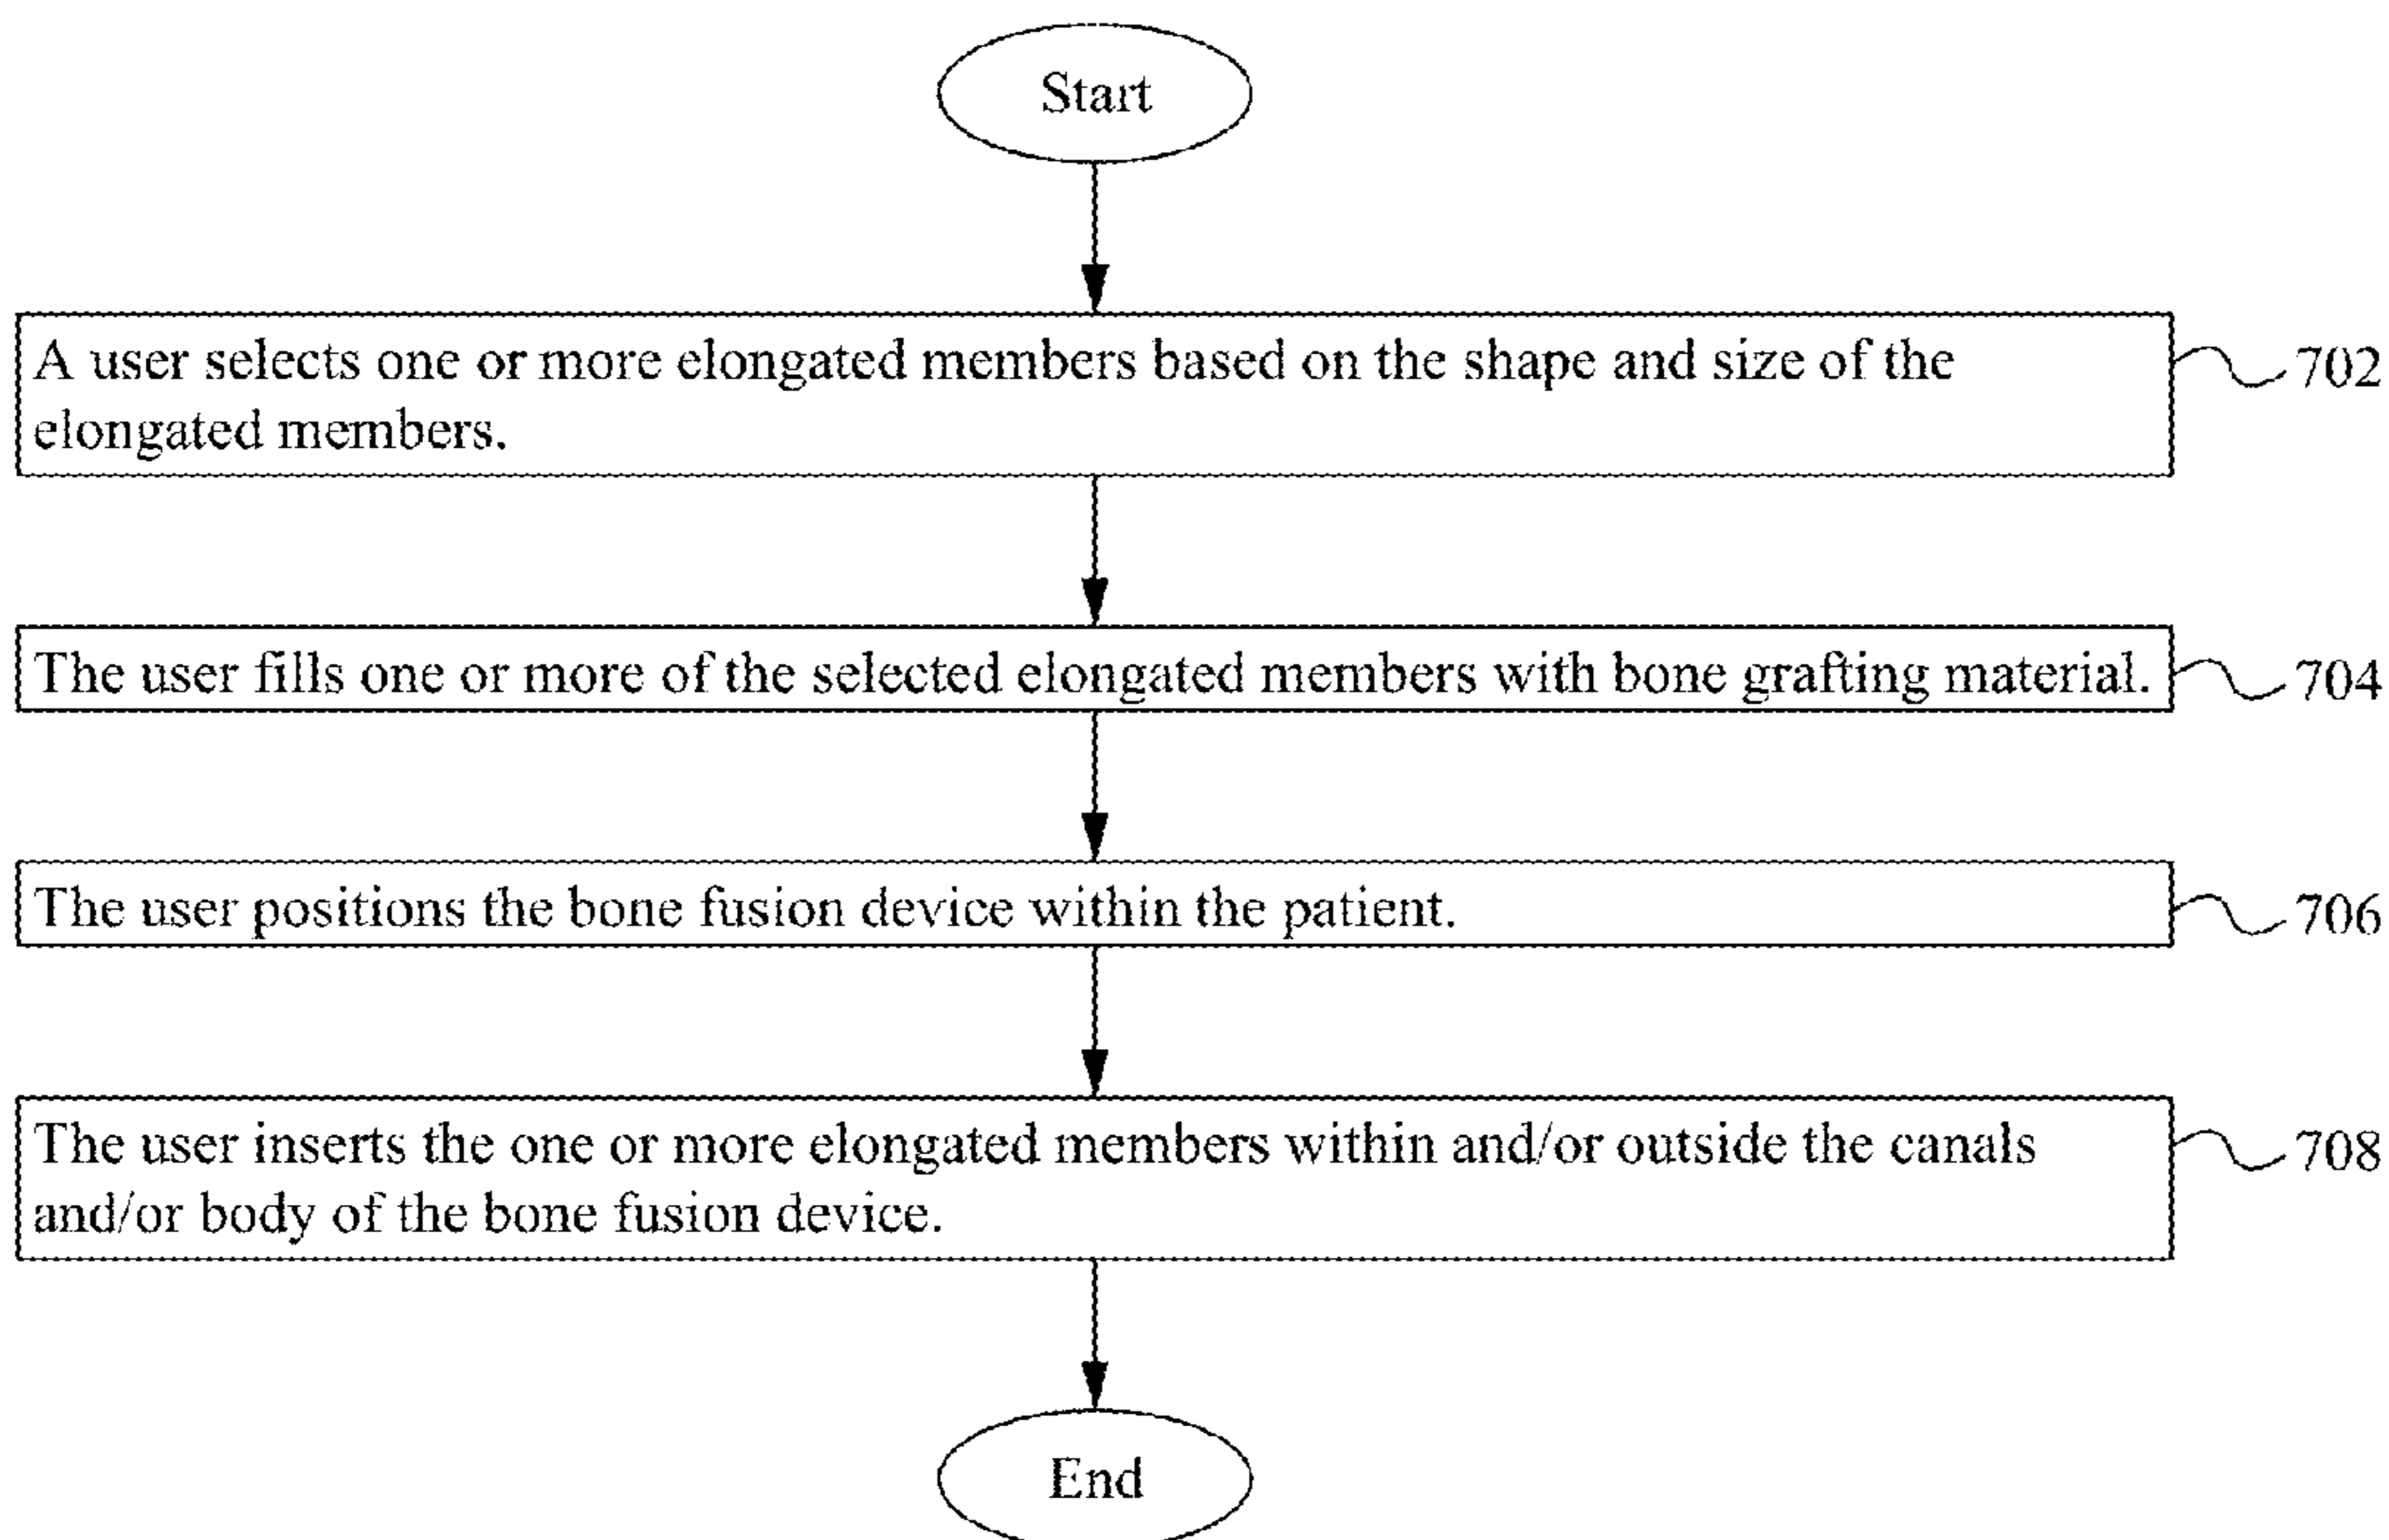 Start
A user selects one or more elongated members based on the shape and size of the
elongated members.
702
The user fills one or more of the selected elongated members with bone grafting material.
704
The user positions the bone fusion device within the patient.
706
The user inserts the one or more elongated members within and/or outside the canals
and/or body of the bone fusion device.
708
End